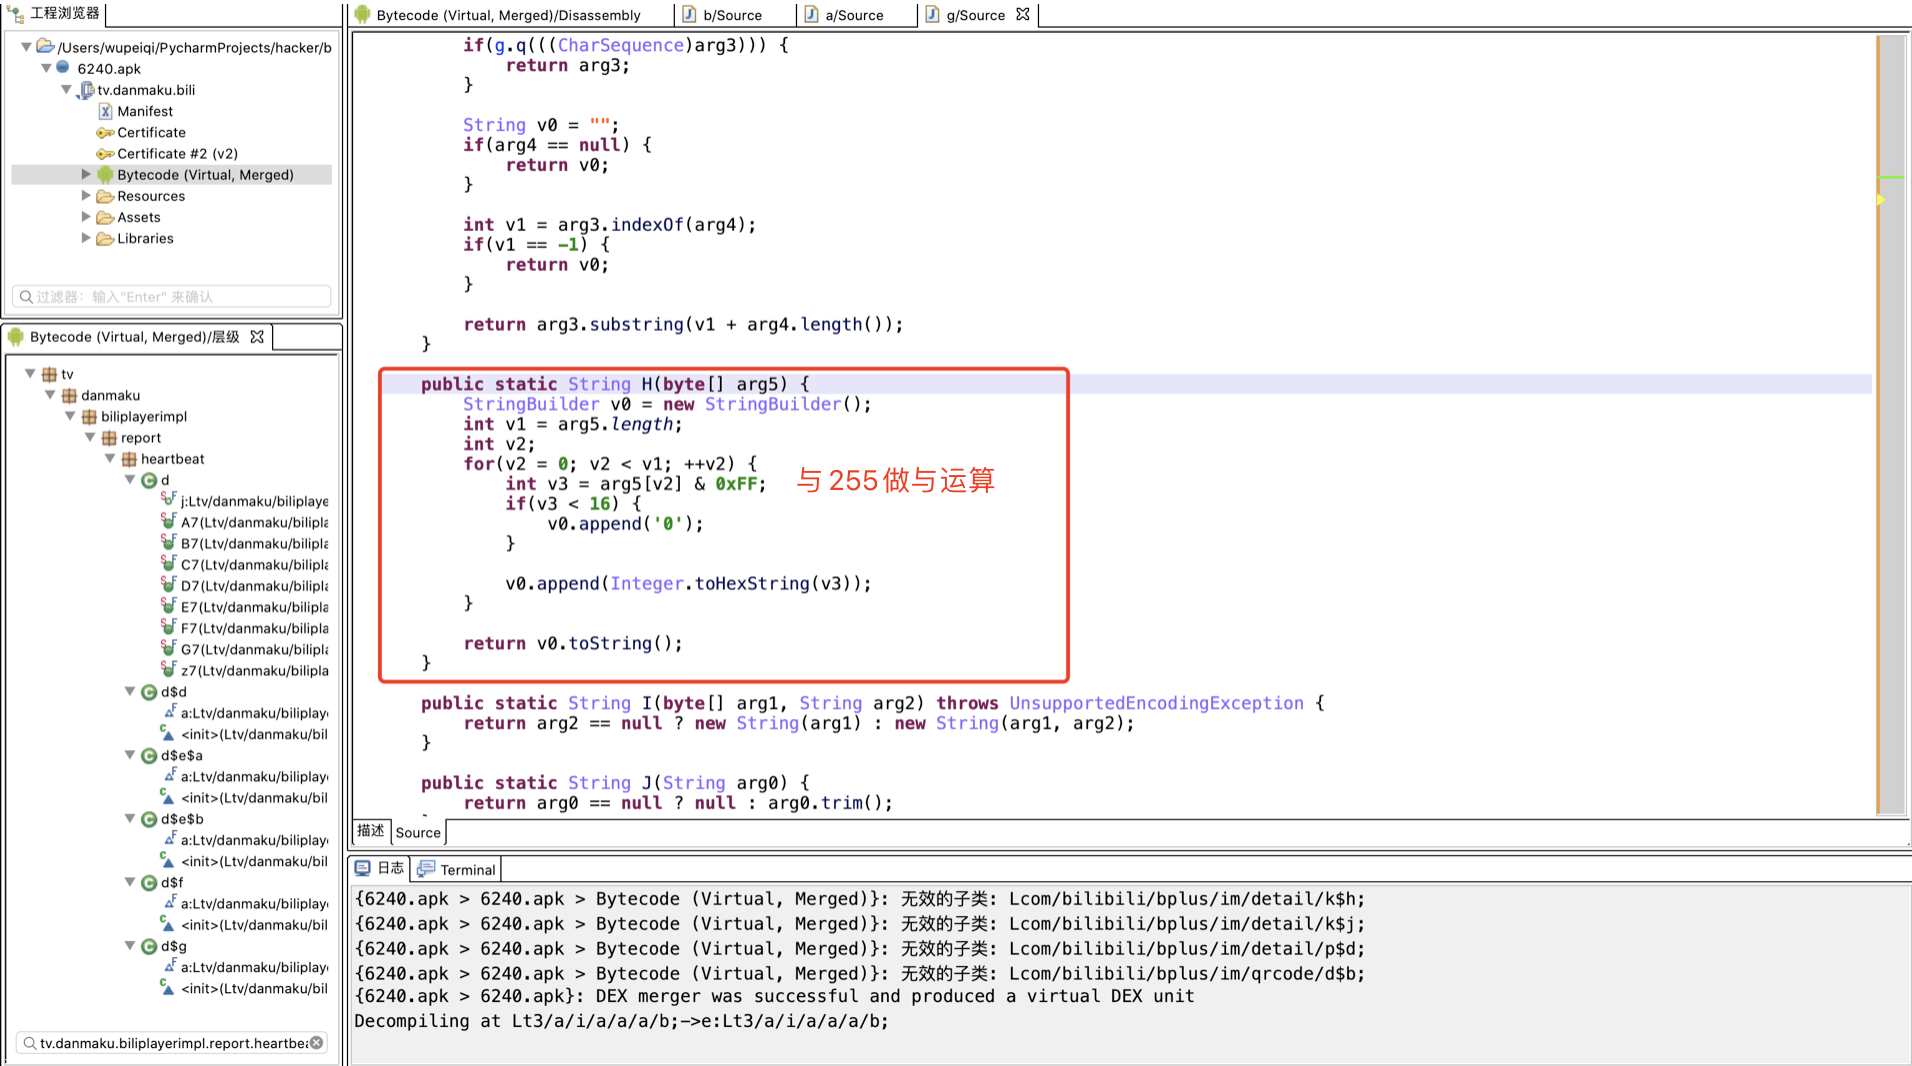 工程浏览器
/Users/wupeiqi/PycharmProjects/hacker/b
6240.apk
tv.danmaku.bili
Manifest
Certificate
Certificate #2 (v2)
Bytecode (Virtual, Merged)
Resources
Assets
Libraries
过滤器: 输入"Enter" 来确认
Bytecode (Virtual, Merged)/层级
tv
danmaku
biliplayerimpl
report
heartbeat
d
j:Ltv/danmaku/biliplaye
A7(Ltv/danmaku/bilipla
B7(Ltv/danmaku/bilipla
C7(Ltv/danmaku/bilipla
D7(Ltv/danmaku/bilipla
E7(Ltv/danmaku/bilipla
F7(Ltv/danmaku/bilipla
G7(Ltv/danmaku/bilipla
z7(Ltv/danmaku/bilipla
d$d
a:Ltv/danmaku/biliplay
<init>(Ltv/danmaku/bil
d$e$a
a:Ltv/danmaku/biliplay
<init>(Ltv/danmaku/bil
d$e$b
a:Ltv/danmaku/biliplay
<init>(Ltv/danmaku/bil
d$f
a:Ltv/danmaku/biliplay
<init>(Ltv/danmaku/bil
d$g
a:Ltv/danmaku/biliplay
<init>(Ltv/danmaku/bil
tv.danmaku.biliplayerimpl.report.heartbea
Bytecode (Virtual, Merged)/Disassembly
b/Source
a/Source
g/Source
if(g.q(((CharSequence)arg3))) {
return arg3;
}
String v0 = "";
if(arg4 == null) {
return v0;
}
int v1 = arg3.indexOf(arg4);
if(v1 == -1) {
return v0;
}
return arg3.substring(v1 + arg4.length());
}
public static String H(byte[] arg5) {
StringBuilder v0 = new StringBuilder();
int v1 = arg5.length;
int v2;
for(v2 = 0; v2 < v1; ++v2) {
int v3 = arg5[v2] & 0xFF;
与 255 做与运算
if(v3 < 16) {
v0.append('0');
}
v0.append(Integer.toHexString(v3));
}
return v0.toString();
}
public static String I(byte[] arg1, String arg2) throws UnsupportedEncodingException {
return arg2 == null ? new String(arg1) : new String(arg1, arg2);
}
public static String J(String arg0) {
return arg0 == null ? null : arg0.trim();
描述
Source
日志
Terminal
{6240.apk > 6240.apk > Bytecode (Virtual, Merged)}: 无效的子类: Lcom/bilibili/bplus/im/detail/k$h;
{6240.apk > 6240.apk > Bytecode (Virtual, Merged)}: 无效的子类: Lcom/bilibili/bplus/im/detail/k$j;
{6240.apk > 6240.apk > Bytecode (Virtual, Merged)}: 无效的子类: Lcom/bilibili/bplus/im/detail/p$d;
{6240.apk > 6240.apk > Bytecode (Virtual, Merged)}: 无效的子类: Lcom/bilibili/bplus/im/qrcode/d$b;
{6240.apk > 6240.apk}: DEX merger was successful and produced a virtual DEX unit
Decompiling at Lt3/a/i/a/a/a/b;->e:Lt3/a/i/a/a/a/b;